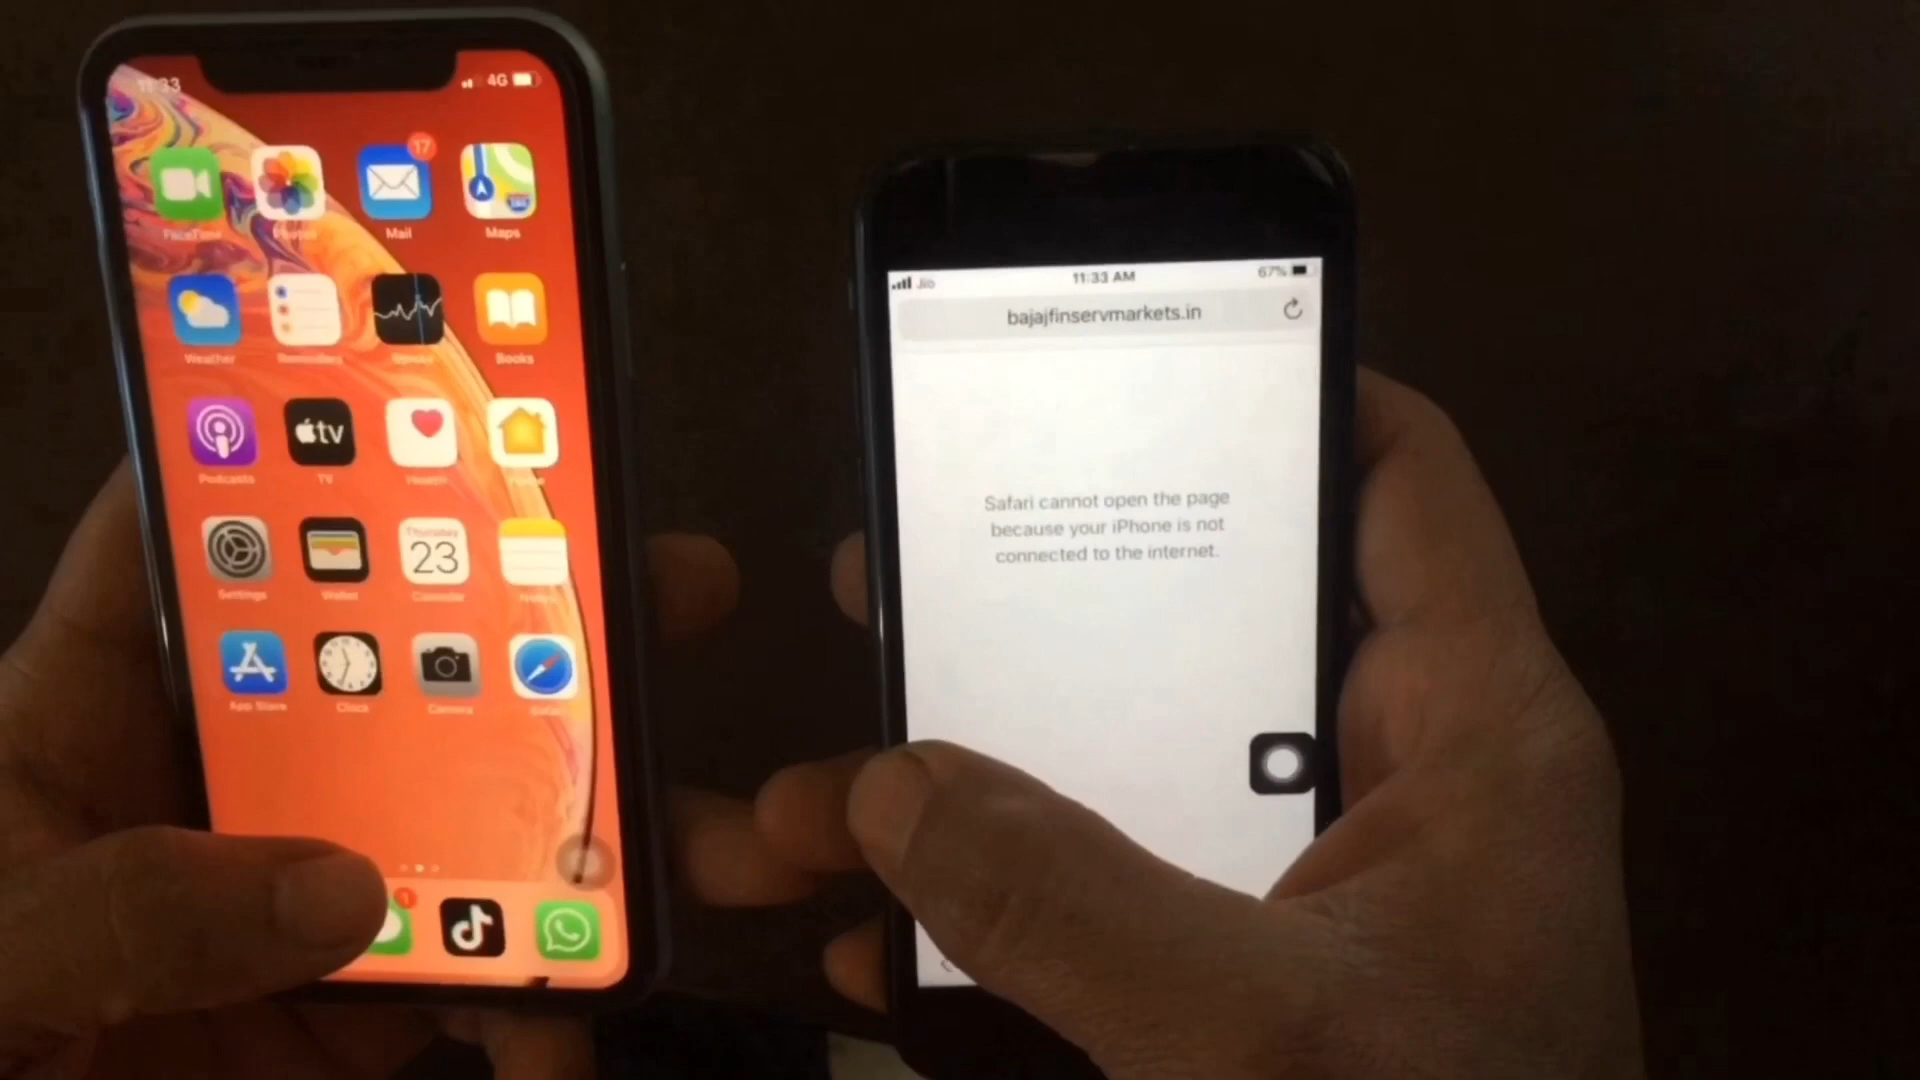 11:33
4G
17
FaceTime
Photos
Mail
Maps
Weather
Reminders
Stocks
Books
Podcasts
tv
TV
Health
Home
Thursday
23
Settings
Wallet
Calendar
Notes
App Store
Clock
Camera
Safari
1
Jio
11:33 AM
67%
bajajfinservmarkets.in
Safari cannot open the page
because your iPhone is not
connected to the internet.